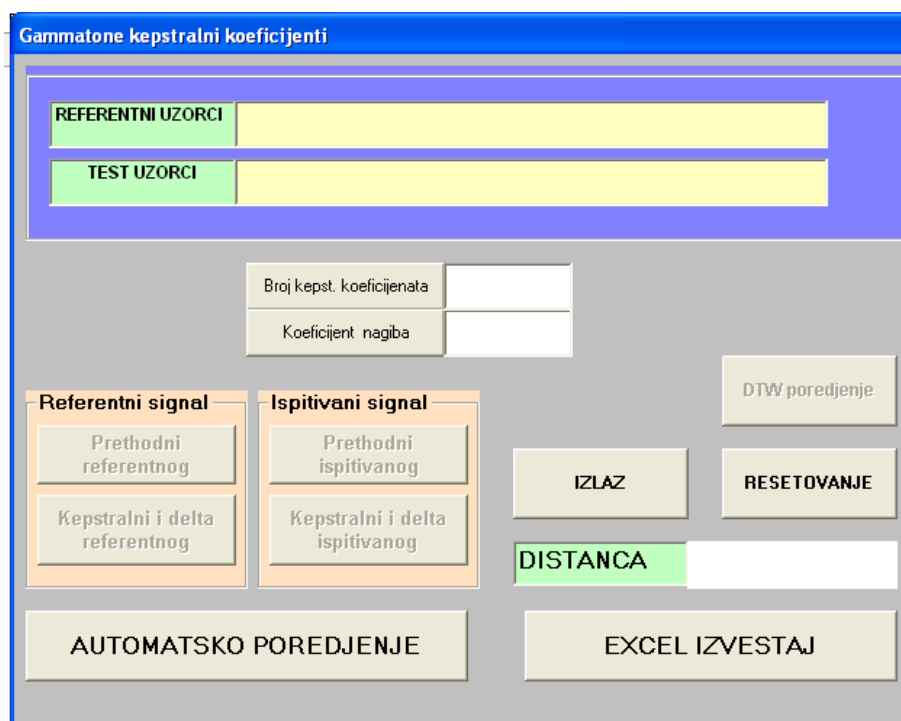 Gammatone kepstralni koeficijenti
REFERENTNI UZORCI
TEST UZORCI
Broj kepst. koeficijenata
Koeficijent nagiba
DTW poredjenje
Referentni signal
Ispitivani signal
Prethodni
referentnog
Prethodni
ispitivanog
IZLAZ
RESETOVANJE
Kepstralni i delta
referentnog
Kepstralni i delta
ispitivanog
DISTANCA
AUTOMATSKO POREDJENJE
EXCEL IZVESTAJ